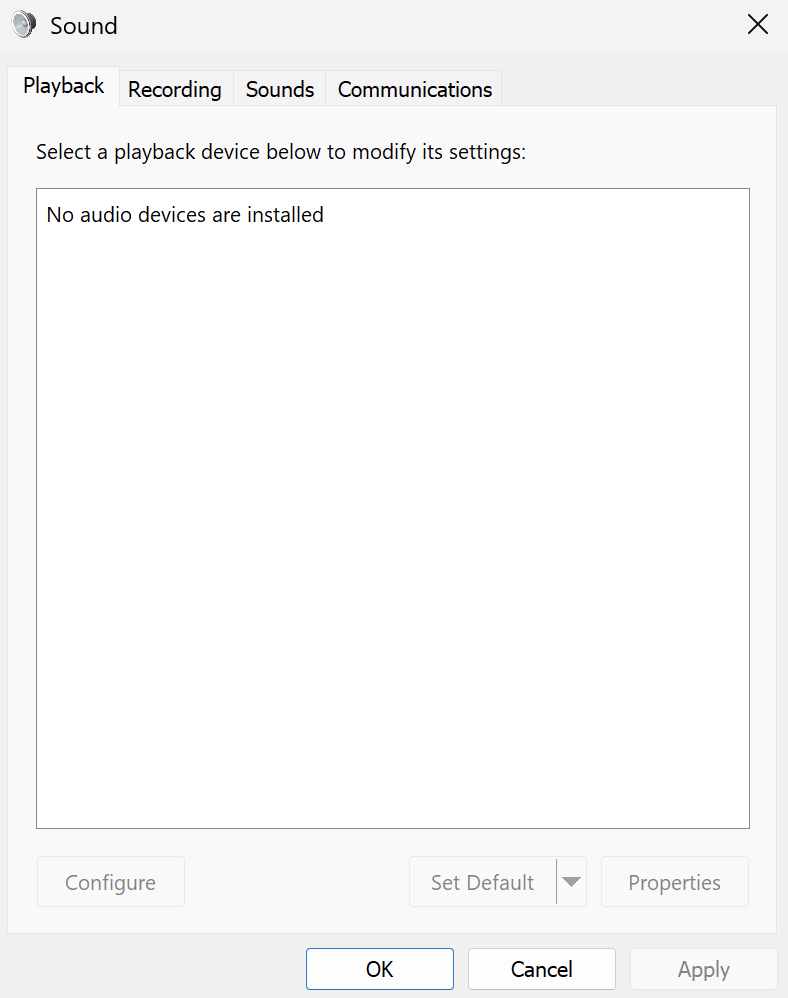 Sound
Playback Recording Sounds Communications
Select a playback device below to modify its settings:
No audio devices are installed
Configure Set Default Properties
OK Cancel Apply